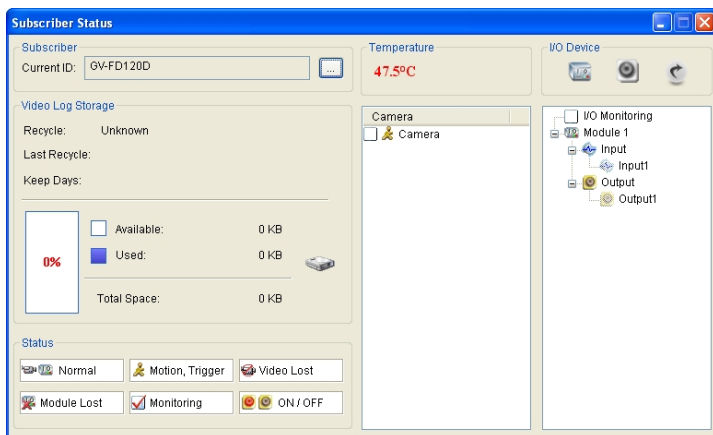 Subscriber Status
Subscriber
Current ID: GV-FD120D ...
Temperature
47.5ºC
I/O Device
Video Log Storage
Recycle: Unknown
Last Recycle:
Keep Days:
0%
Available: 0 KB
Used: 0 KB
Total Space: 0 KB
Camera
Camera
I/O Monitoring
Module 1
Input
Input1
Output
Output1
Status
Normal
Motion, Trigger
Video Lost
Module Lost
Monitoring
ON / OFF